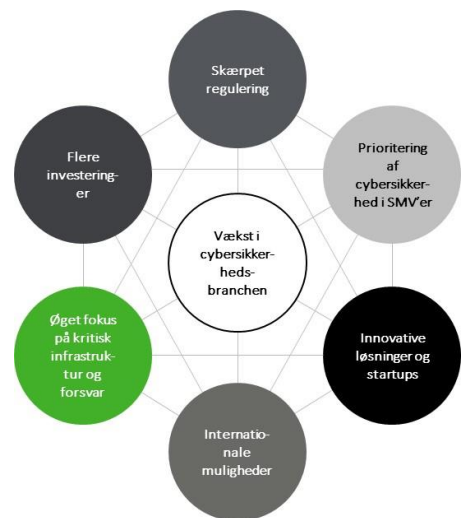 Skærpet
regulering
Flere
investering-
er
Prioritering
af
cybersikker-
hed i SMV'er
Vækst i
cybersikker-
heds-
branchen
Øget fokus
på kritisk
infrastruk-
tur og
forsvar
Innovative
løsninger og
startups
Internatio-
nale
muligheder